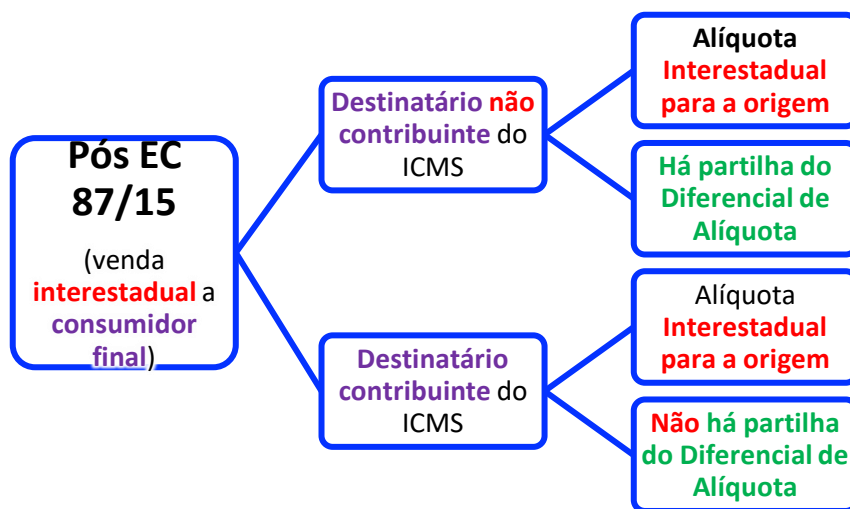 Pós EC
87/15
(venda
interestadual a
consumidor
final)
Destinatário não
contribuinte do
ICMS
Alíquota
Interestadual
para a origem
Há partilha do
Diferencial de
Alíquota
Destinatário
contribuinte do
ICMS
Alíquota
Interestadual
para a origem
Não há partilha
do Diferencial de
Alíquota